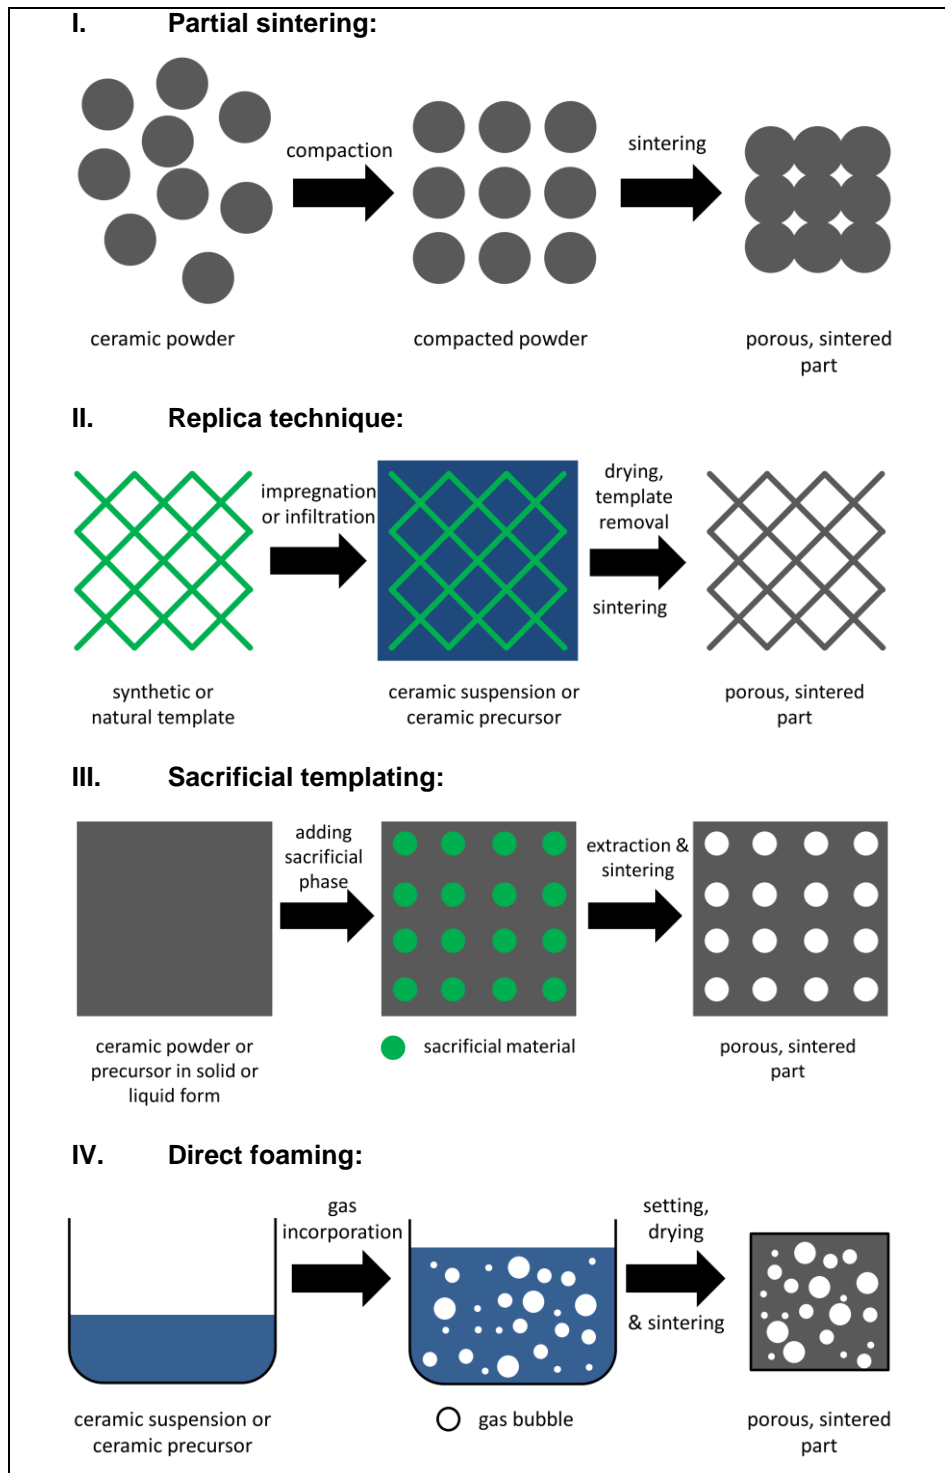 I. Partial sintering:
compaction
sintering
ceramic powder
compacted powder
porous, sintered
part
II. Replica technique:
impregnation
or infiltration
drying,
template
removal
sintering
synthetic or
natural template
ceramic suspension or
ceramic precursor
porous, sintered
part
III. Sacrificial templating:
adding
sacrificial
phase
extraction &
sintering
ceramic powder or
precursor in solid or
liquid form
sacrificial material
porous, sintered
part
IV. Direct foaming:
gas
incorporation
setting,
drying
& sintering
ceramic suspension or
ceramic precursor
gas bubble
porous, sintered
part